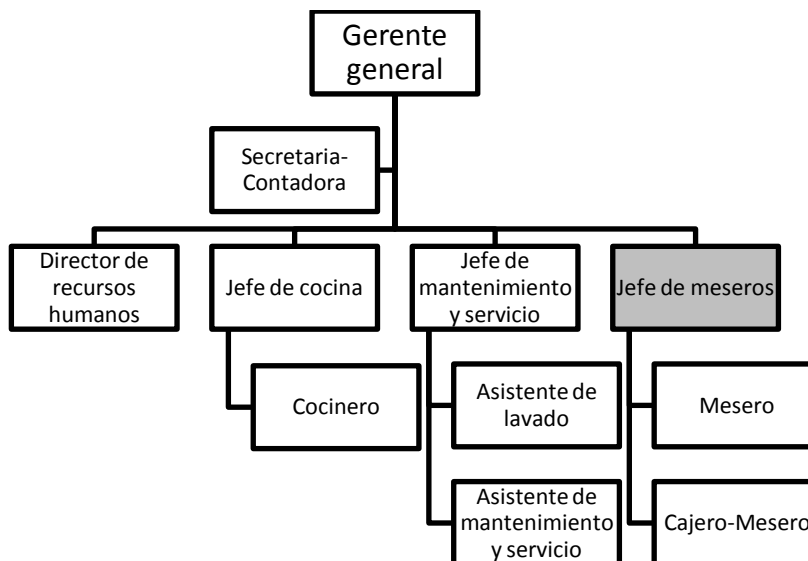 Gerente
general
Secretaria-
Contadora
Director de
recursos
humanos
Jefe de cocina
Jefe de
mantenimiento
y servicio
Jefe de meseros
Cocinero
Asistente de
lavado
Mesero
Asistente de
mantenimiento
y servicio
Cajero-Mesero